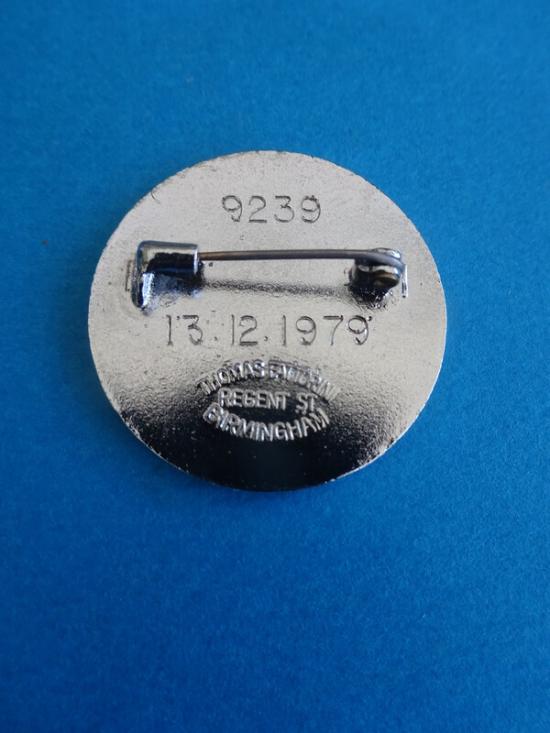 9239
13.12.1979
THOMAS FATTORINI
REGENT ST
BIRMINGHAM